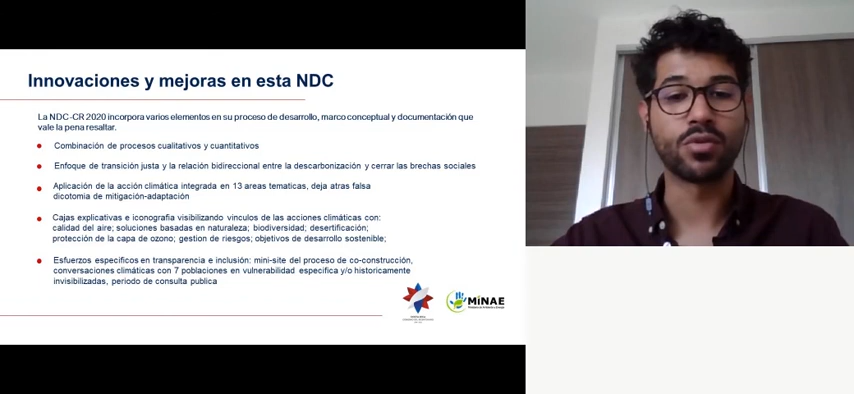 Innovaciones y mejoras en esta NDC
La NDC-CR 2020 incorpora varios elementos en su proceso de desarrollo, marco conceptual y documentación que
vale la pena resaltar.
Combinación de procesos cualitativos y cuantitativos
Enfoque de transición justa y la relación bidireccional entre la descarbonización y cerrar las brechas sociales
Aplicación de la acción climática integrada en 13 areas tematicas, deja atras falsa
dicotomia de mitigación-adaptación
Cajas explicativas e iconografia visibilizando vinculos de las acciones climáticas con:
calidad del aire; soluciones basadas en naturaleza; biodiversidad; desertificación;
protección de la capa de ozono; gestion de riesgos; objetivos de desarrollo sostenible;
Esfuerzos especificos en transparencia e inclusión: mini-site del proceso de co-construcción,
conversaciones climáticas con 7 poblaciones en vulnerabilidad especifica y/o historicamente
invisibilizadas, periodo de consulta publica
MINAE